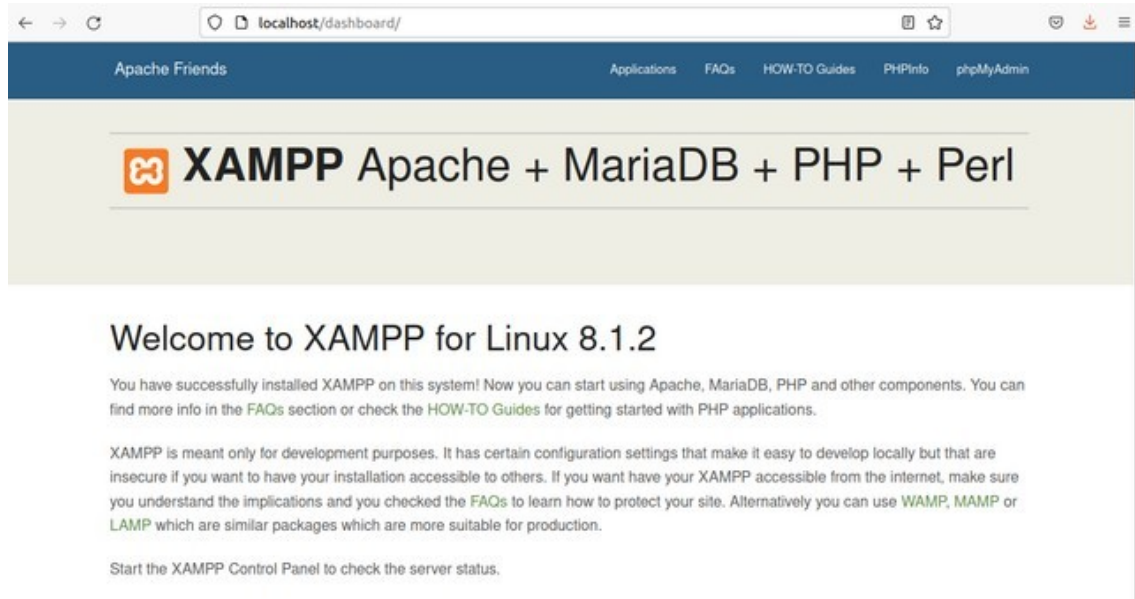 localhost/dashboard/
Apache Friends
Applications FAQs HOW-TO Guides PHPInfo phpMyAdmin
XAMPP Apache + MariaDB + PHP + Perl
Welcome to XAMPP for Linux 8.1.2
You have successfully installed XAMPP on this system! Now you can start using Apache, MariaDB, PHP and other components. You can
find more info in the FAQs section or check the HOW-TO Guides for getting started with PHP applications.
XAMPP is meant only for development purposes. It has certain configuration settings that make it easy to develop locally but that are
insecure if you want to have your installation accessible to others. If you want have your XAMPP accessible from the internet, make sure
you understand the implications and you checked the FAQs to learn how to protect your site. Alternatively you can use WAMP, MAMP or
LAMP which are similar packages which are more suitable for production.
Start the XAMPP Control Panel to check the server status.